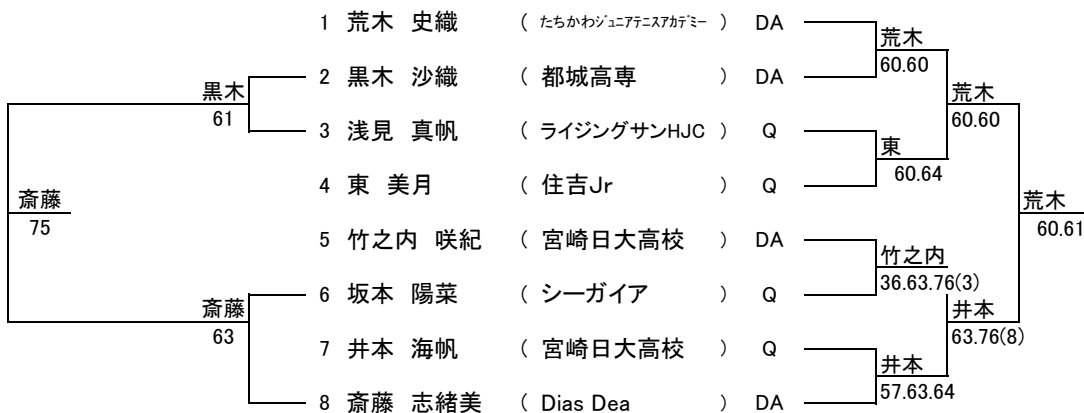 1 荒木 史織 ( たちかわジュニアテニスアカデミー ) DA
荒木
60.60
2 黒木 沙織 ( 都城高専 ) DA
黒木
61
荒木
60.60
3 浅見 真帆 ( ライジングサンHJC ) Q
東
60.64
4 東 美月 ( 住吉Jr ) Q
斎藤
75
荒木
60.61
5 竹之内 咲紀 ( 宮崎日大高校 ) DA
竹之内
36.63.76(3)
6 坂本 陽菜 ( シーガイア ) Q
斎藤
63
井本
63.76(8)
7 井本 海帆 ( 宮崎日大高校 ) Q
井本
57.63.64
8 斎藤 志緒美 ( Dias Dea ) DA